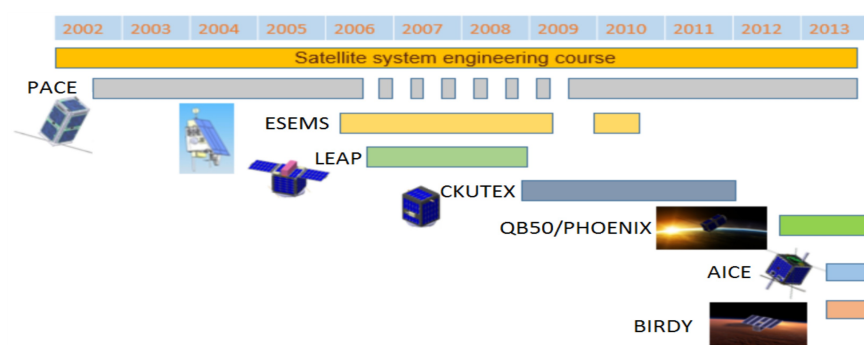 2002 2003 2004 2005 2006 2007 2008 2009 2010 2011 2012 2013
Satellite system engineering course
PACE
ESEMS
LEAP
CKUTEX
QB50/PHOENIX
AICE
BIRDY